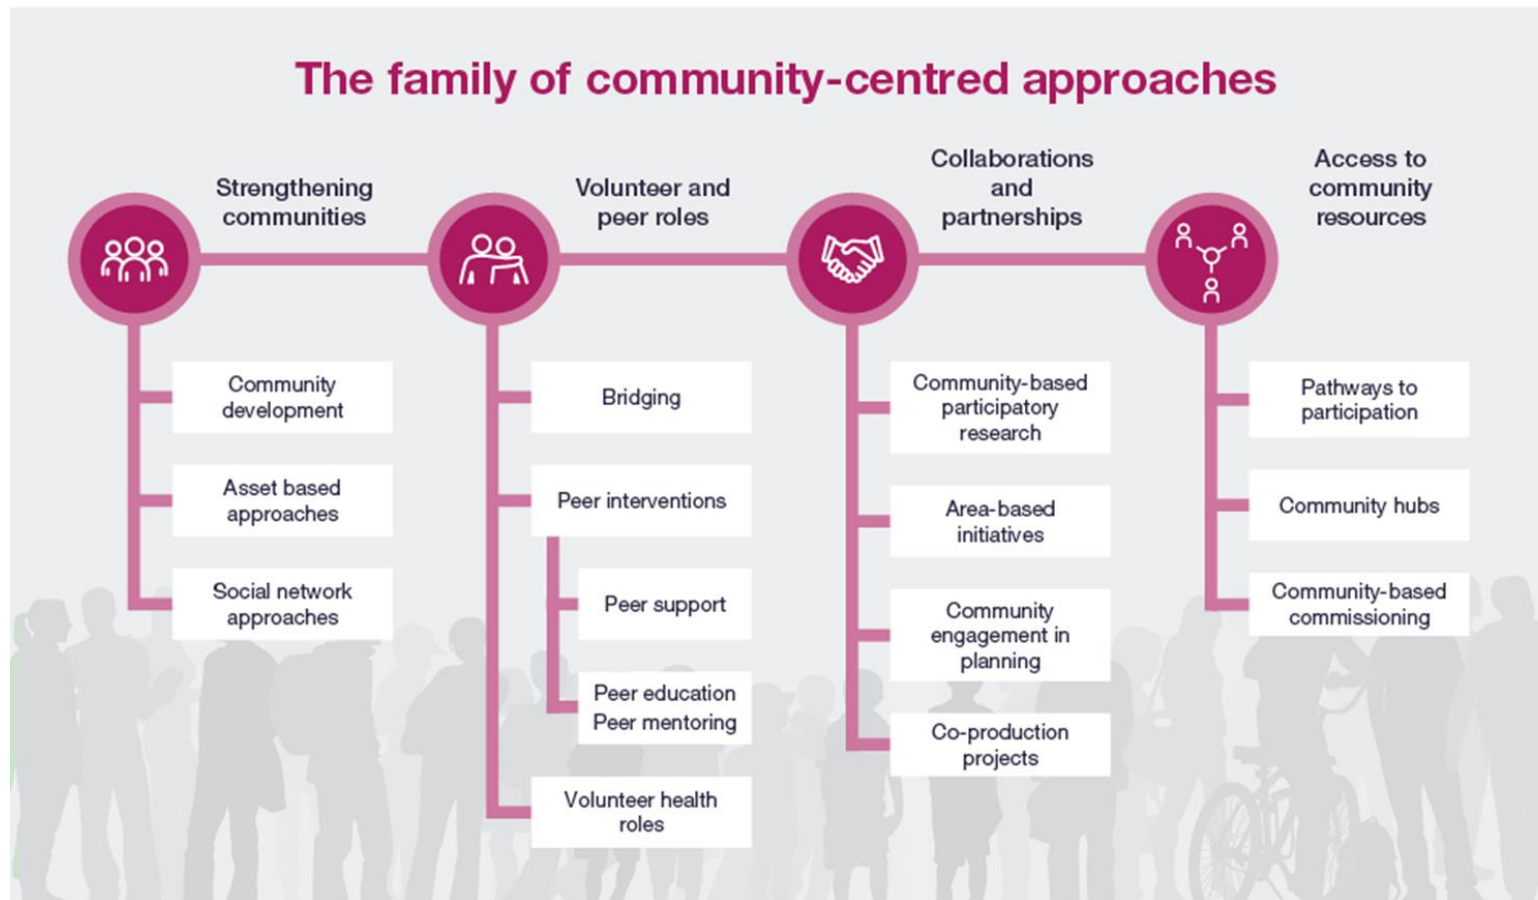 The family of community-centred approaches
Strengthening
communities
Community
development
Asset based
approaches
Social network
approaches
Volunteer and
peer roles
Bridging
Peer interventions
Peer support
Peer education
Peer mentoring
Volunteer health
roles
Collaborations
and
partnerships
Community-based
participatory
research
Area-based
initiatives
Community
engagement in
planning
Co-production
projects
Access to
community
resources
Pathways to
participation
Community hubs
Community-based
commissioning